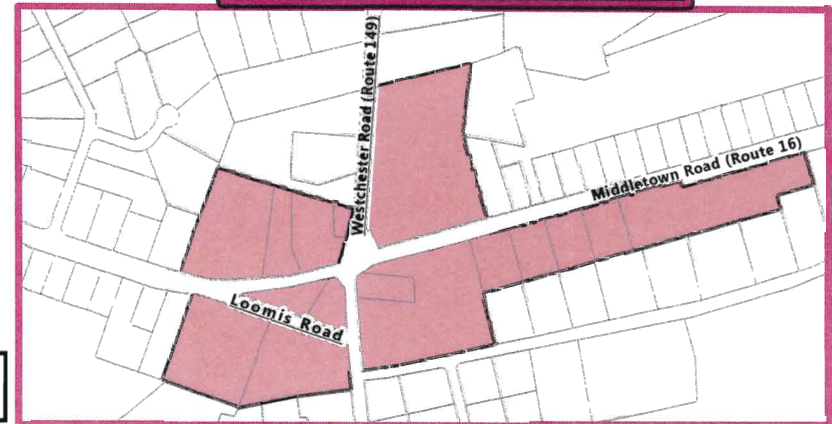 Westchester Road (Route 149)
Middletown Road (Route 16)
Loomis Road